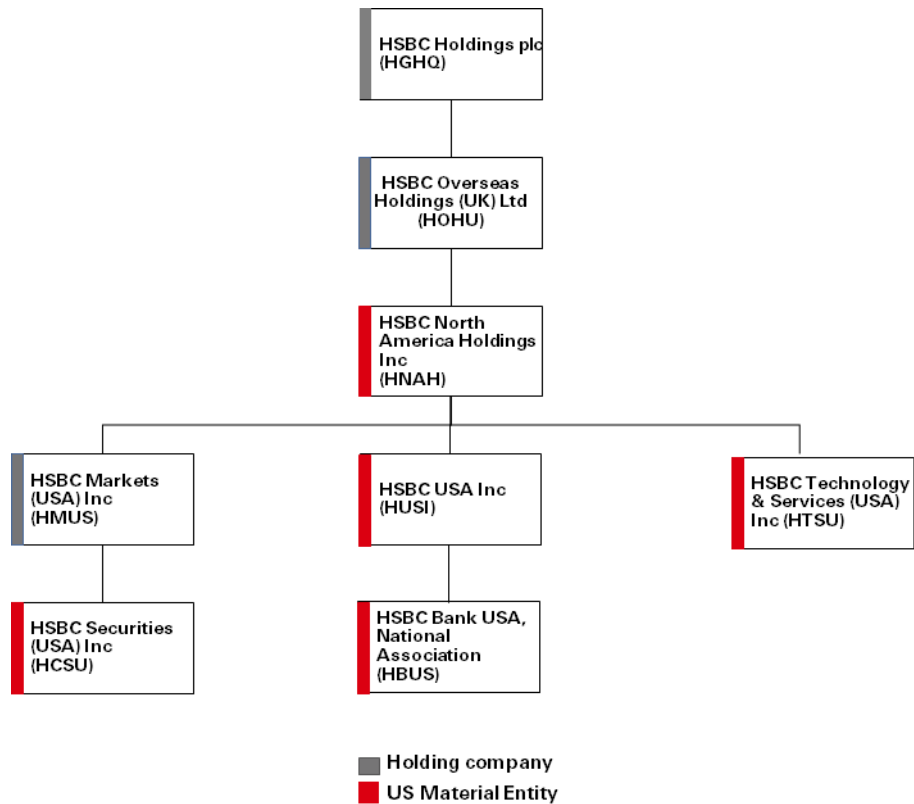 HSBC Holdings plc
(HGHQ)
HSBC Overseas
Holdings (UK) Ltd
(HOHU)
HSBC North
America Holdings
Inc
(HNAH)
HSBC Markets
(USA) Inc
(HMUS)
HSBC USA Inc
(HUSI)
HSBC Technology
& Services (USA)
Inc (HTSU)
HSBC Securities
(USA) Inc
(HCSU)
HSBC Bank USA,
National
Association
(HBUS)
Holding company
US Material Entity